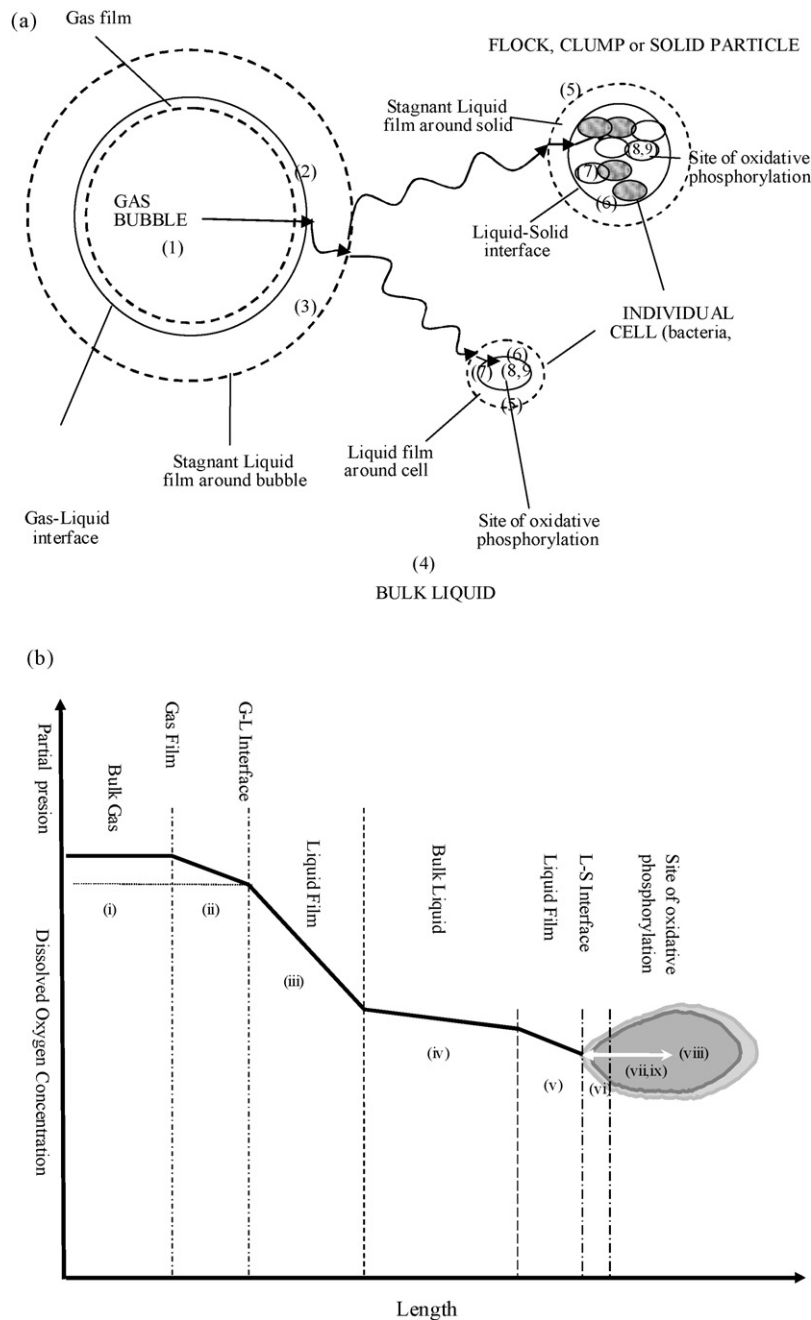 (a)
Gas film
FLOCK, CLUMP or SOLID PARTICLE
(5)
Stagnant Liquid
film around solid
(2)
(8,9)
Site of oxidative
phosphorylation
(7)
GAS
BUBBLE
(1)
(6)
Liquid-Solid
interface
(3)
INDIVIDUAL
CELL (bacteria,
(6)
(7)
(8,9
(5)
Stagnant Liquid
film around bubble
Liquid film
around cell
Gas-Liquid
interface
Site of oxidative
phosphorylation
(4)
BULK LIQUID
(b)
Partial presion
Dissolved Oxygen Concentration
Bulk Gas
Gas Film
G-L Interface
Liquid Film
Bulk Liquid
Liquid Film
L-S Interface
Site of oxidative
phosphorylation
(i)
(ii)
(iii)
(iv)
(v)
(vi)
(vii,ix)
(viii)
Length